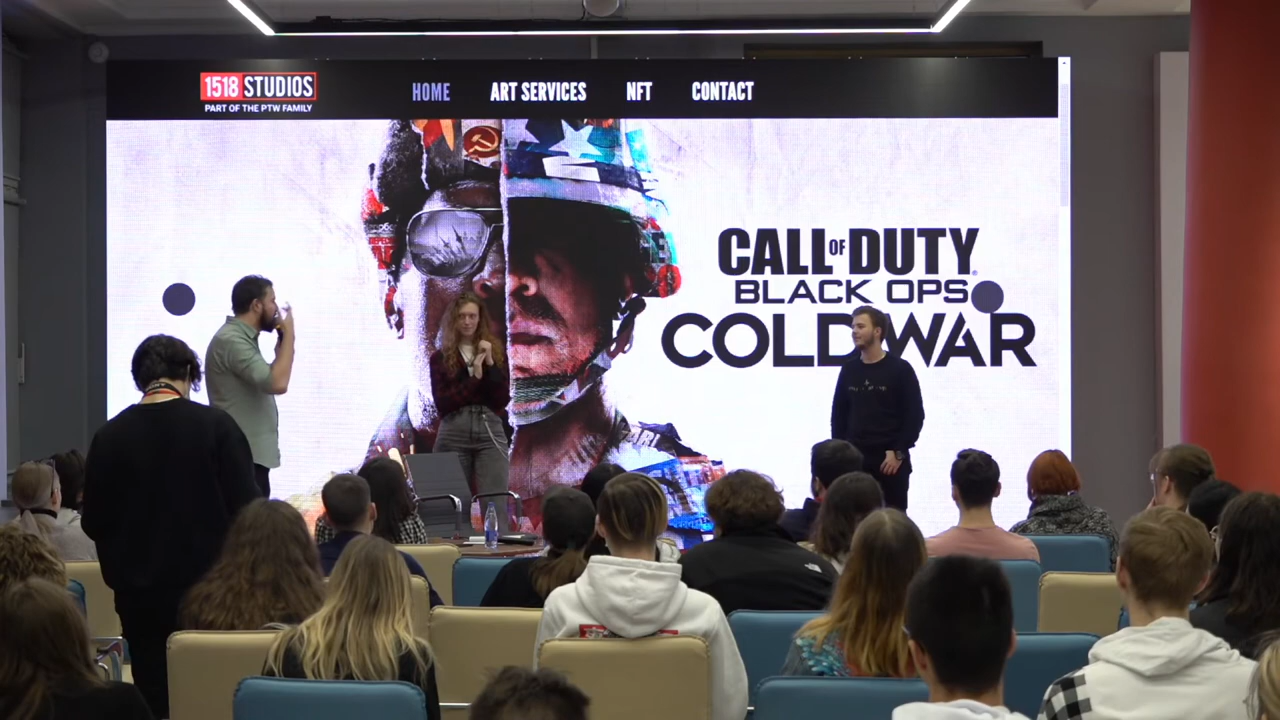 1518 STUDIOS
PART OF THE PTW FAMILY
HOME ART SERVICES NFT CONTACT
CALL OF DUTY
BLACK OPS
COLD WAR